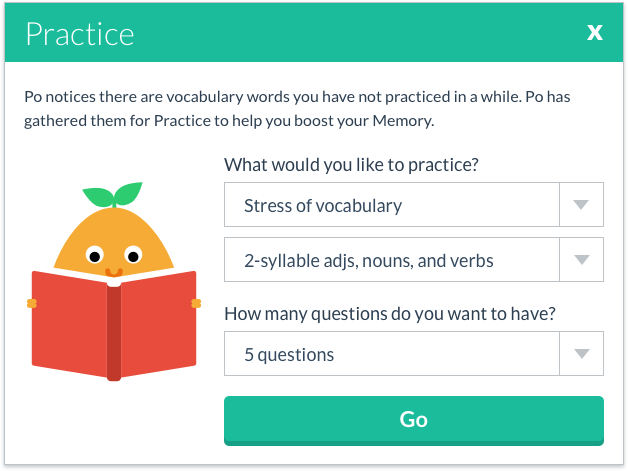 Practice
x
Po notices there are vocabulary words you have not practiced in a while. Po has
gathered them for Practice to help you boost your Memory.
What would you like to practice?
Stress of vocabulary
2-syllable adjs, nouns, and verbs
How many questions do you want to have?
5 questions
Go